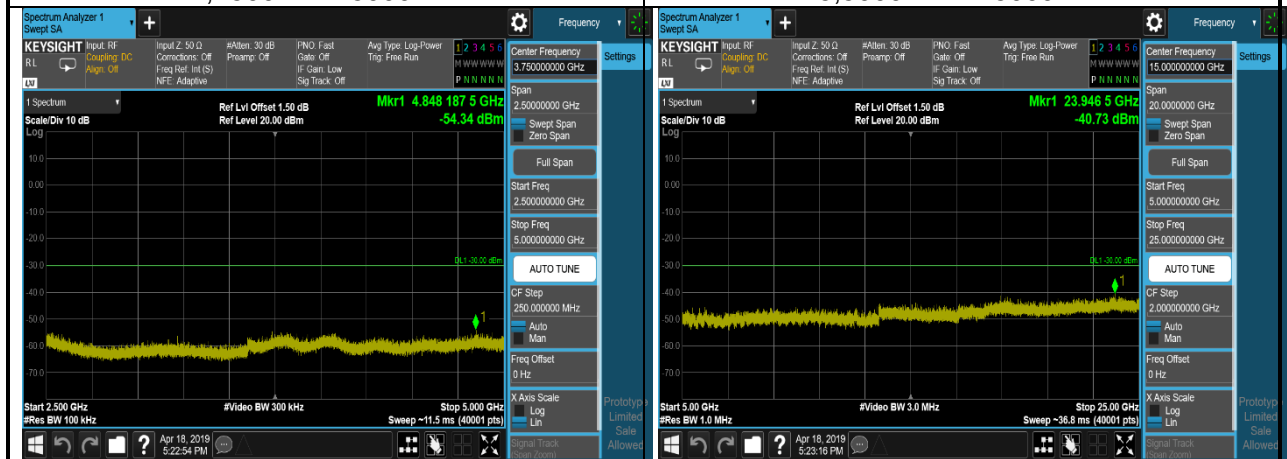 Spectrum Analyzer 1
Swept SA
Frequency
KEYSIGHT
RL
Input: RF
Coupling: DC
Align: Off
Input Z: 50 Ω
Corrections: Off
Freq Ref: Int (S)
NFE: Adaptive
#Atten: 30 dB
Preamp: Off
PNO: Fast
Gate: Off
IF Gain: Low
Sig Track: Off
Avg Type: Log-Power
Trig: Free Run
1 2 3 4 5 6
M W W W W W
P N N N N N
Center Frequency
3.750000000 GHz
Settings
Span
2.50000000 GHz
Swept Span
Zero Span
Full Span
Start Freq
2.500000000 GHz
Stop Freq
5.000000000 GHz
AUTO TUNE
CF Step
250.000000 MHz
Auto
Man
Freq Offset
0 Hz
X Axis Scale
Log
Lin
Signal Track
(Span Zoom)
Prototype
Limited
Sale
Allowed
1 Spectrum
Scale/Div 10 dB
Log
Ref Lvl Offset 1.50 dB
Ref Level 20.00 dBm
Mkr1 4.848 187 5 GHz
-54.34 dBm
10.0
0.00
-10.0
-20.0
-30.0
-40.0
-50.0
-60.0
-70.0
DL1 -30.00 dBm
1
Start 2.500 GHz
#Res BW 100 kHz
#Video BW 300 kHz
Stop 5.000 GHz
Sweep ~11.5 ms (40001 pts)
?
Apr 18, 2019
5:22:54 PM
Spectrum Analyzer 1
Swept SA
Frequency
KEYSIGHT
RL
Input: RF
Coupling: DC
Align: Off
Input Z: 50 Ω
Corrections: Off
Freq Ref: Int (S)
NFE: Adaptive
#Atten: 30 dB
Preamp: Off
PNO: Fast
Gate: Off
IF Gain: Low
Sig Track: Off
Avg Type: Log-Power
Trig: Free Run
1 2 3 4 5 6
M W W W W W
P N N N N N
Center Frequency
15.000000000 GHz
Settings
Span
20.0000000 GHz
Swept Span
Zero Span
Full Span
Start Freq
5.000000000 GHz
Stop Freq
25.000000000 GHz
AUTO TUNE
CF Step
2.000000000 GHz
Auto
Man
Freq Offset
0 Hz
X Axis Scale
Log
Lin
Signal Track
(Span Zoom)
Prototype
Limited
Sale
Allowed
1 Spectrum
Scale/Div 10 dB
Log
Ref Lvl Offset 1.50 dB
Ref Level 20.00 dBm
Mkr1 23.946 5 GHz
-40.73 dBm
10.0
0.00
-10.0
-20.0
-30.0
-40.0
-50.0
-60.0
-70.0
DL1 -30.00 dBm
1
Start 5.00 GHz
#Res BW 1.0 MHz
#Video BW 3.0 MHz
Stop 25.00 GHz
Sweep ~36.8 ms (40001 pts)
?
Apr 18, 2019
5:23:16 PM